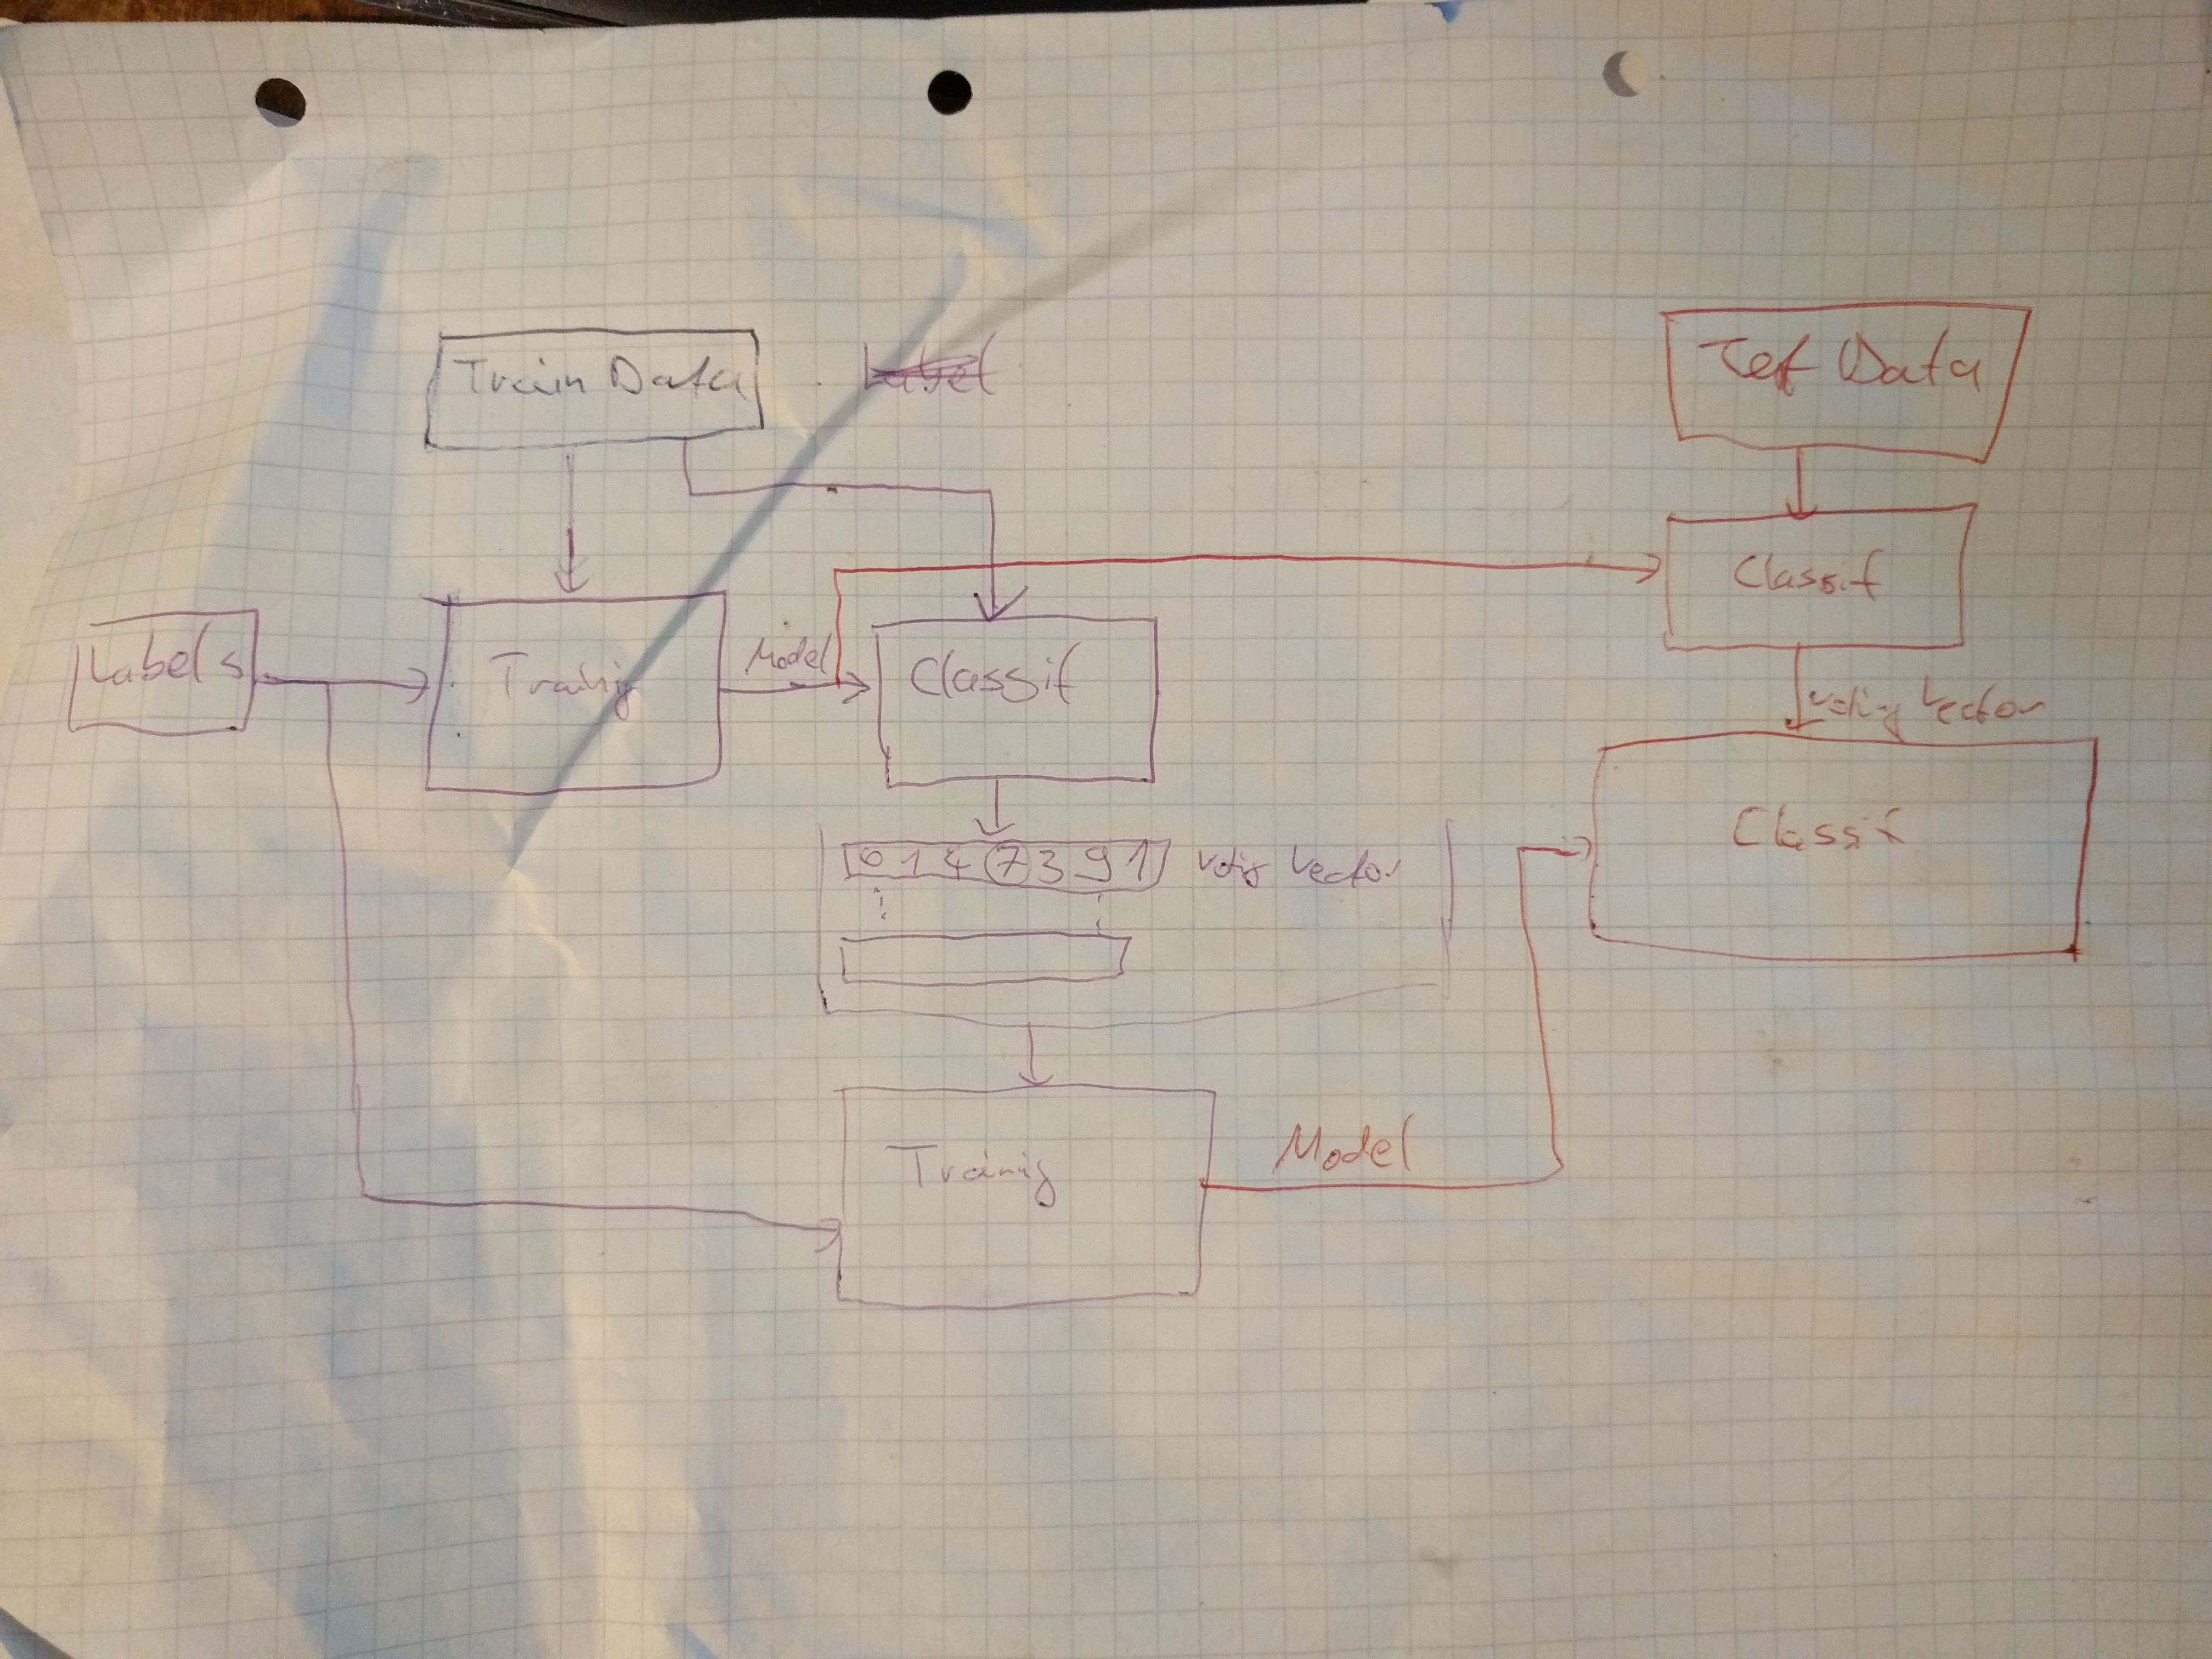 Train Data
Label
Test Data
Labels
Trainig
Model
Classif
Classif
voting Vector
0 1 4 7 3 9 1
votig Vector
Classif
Trainig
Model